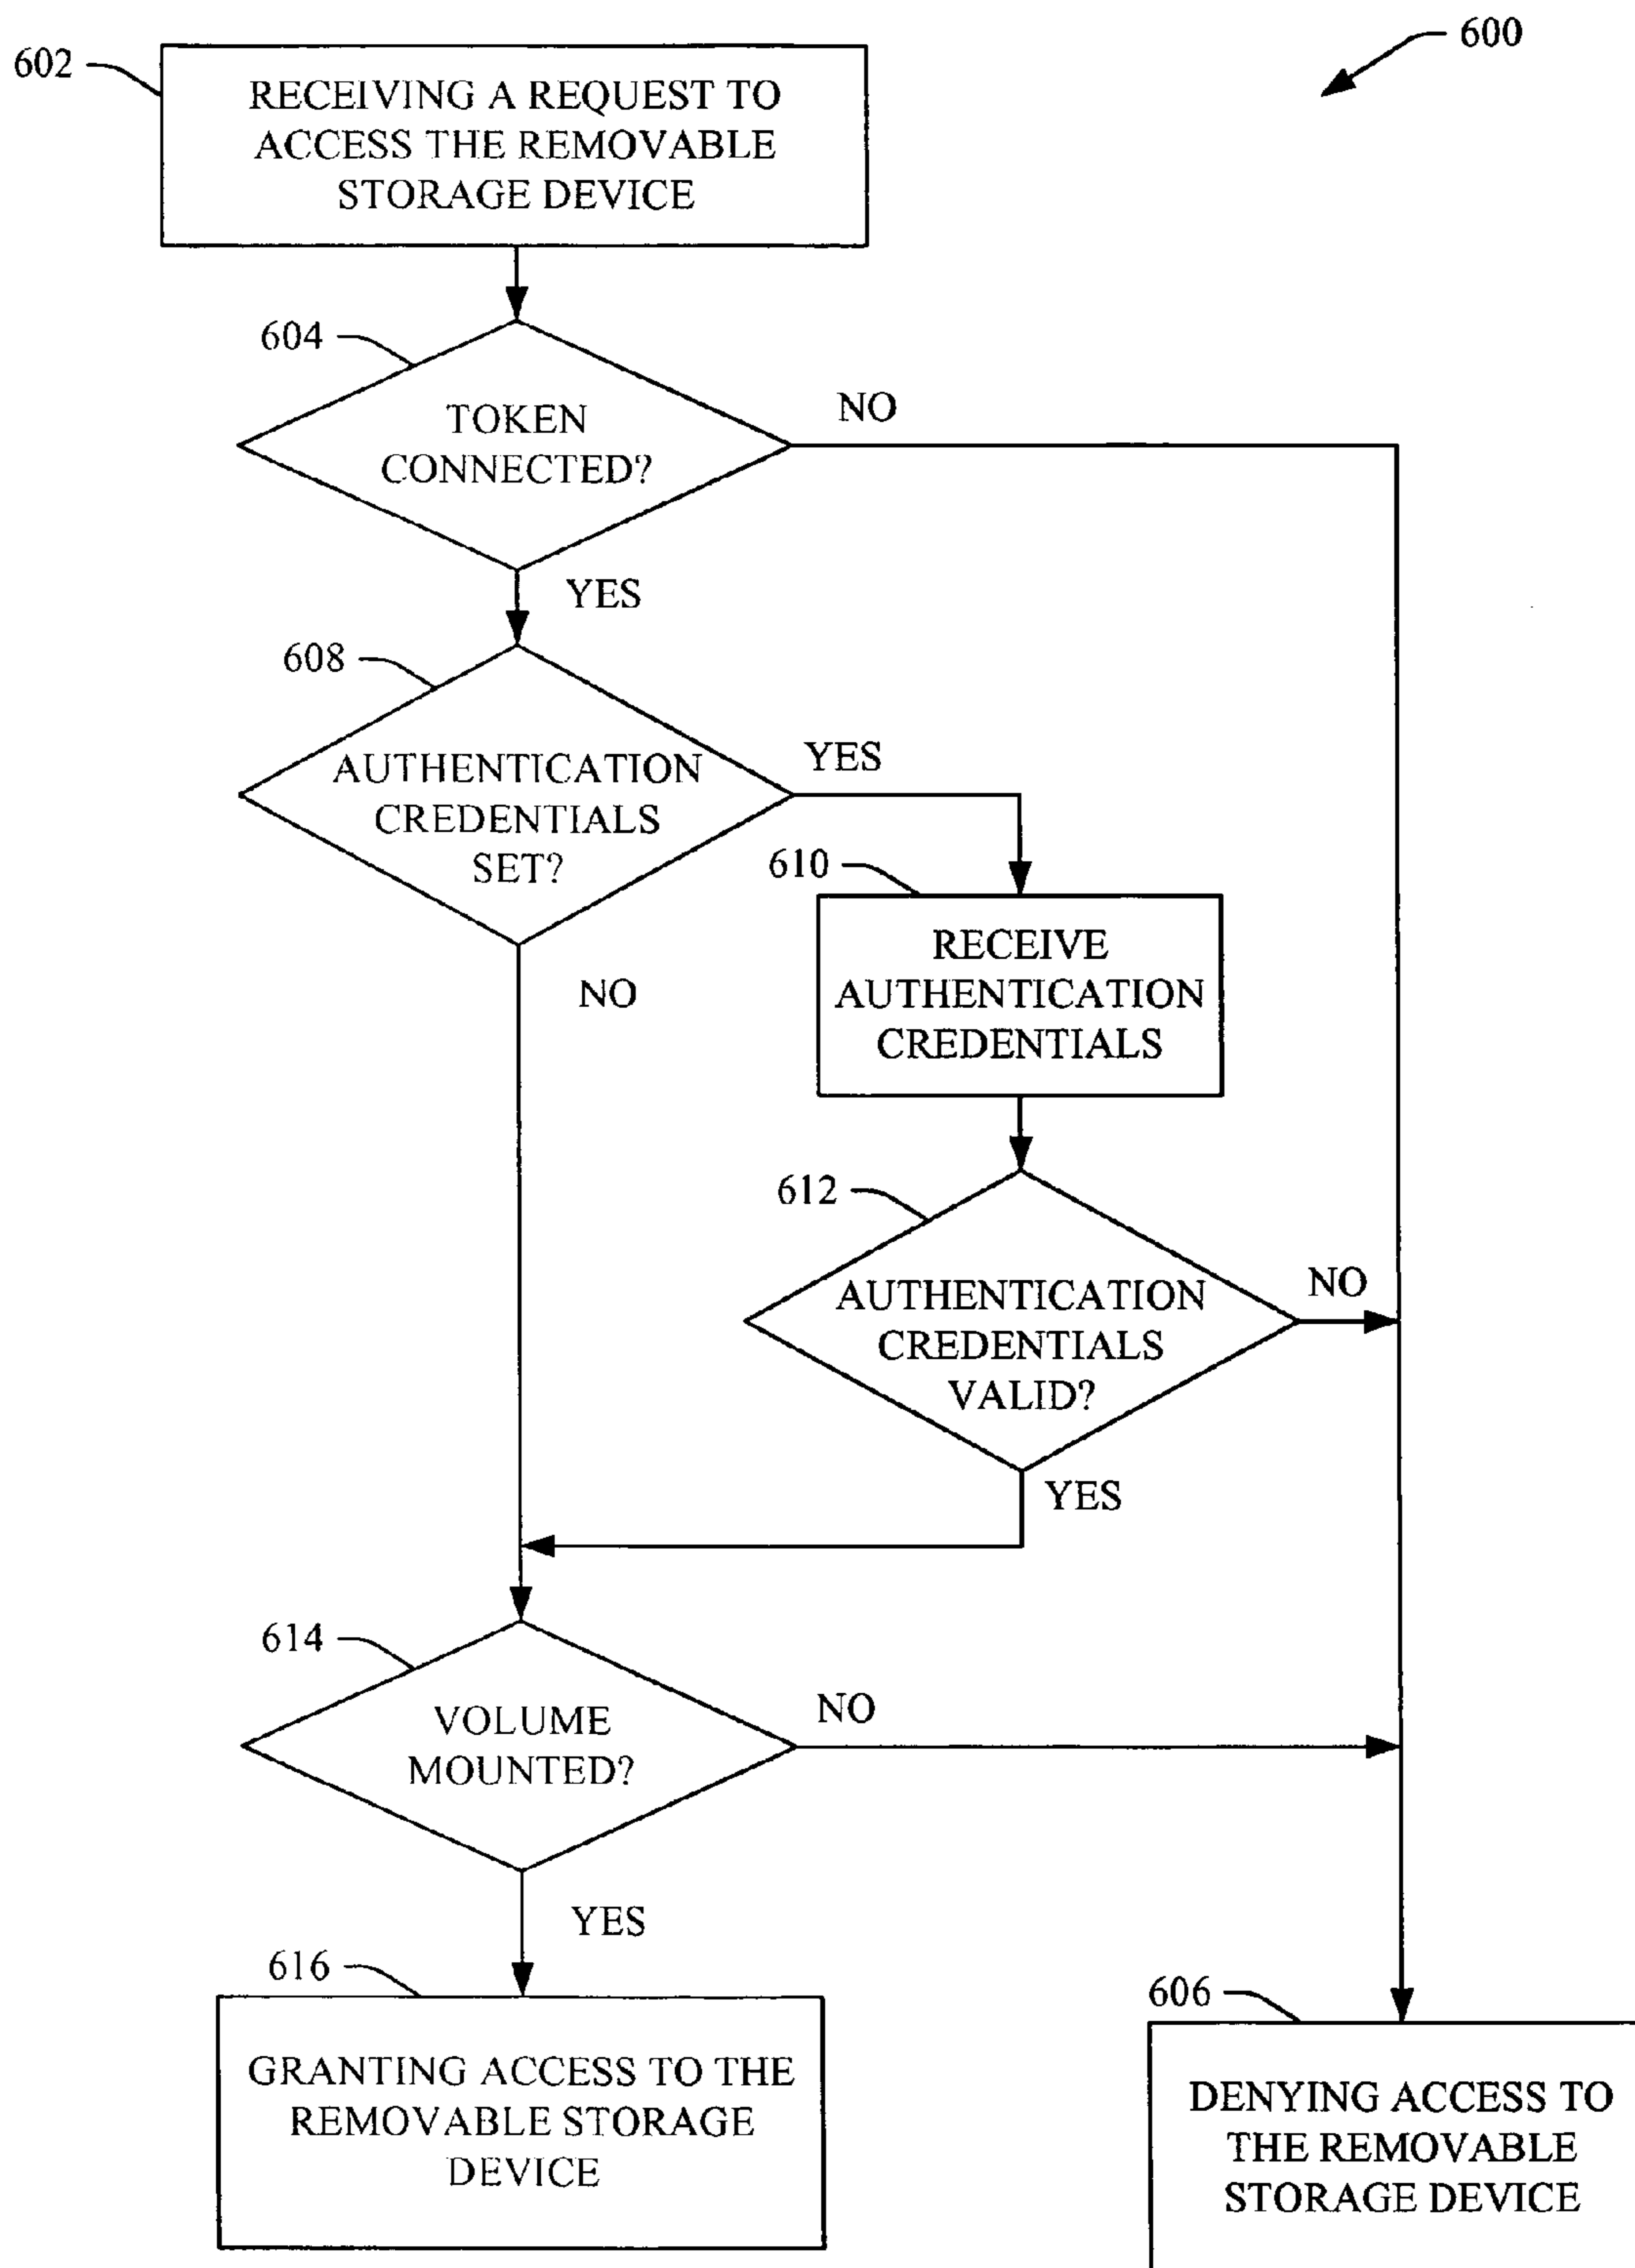 600
602
RECEIVING A REQUEST TO
ACCESS THE REMOVABLE
STORAGE DEVICE
604
TOKEN
CONNECTED?
NO
YES
608
AUTHENTICATION
CREDENTIALS
SET?
YES
NO
610
RECEIVE
AUTHENTICATION
CREDENTIALS
612
AUTHENTICATION
CREDENTIALS
VALID?
NO
YES
614
VOLUME
MOUNTED?
NO
YES
616
GRANTING ACCESS TO THE
REMOVABLE STORAGE
DEVICE
606
DENYING ACCESS TO
THE REMOVABLE
STORAGE DEVICE